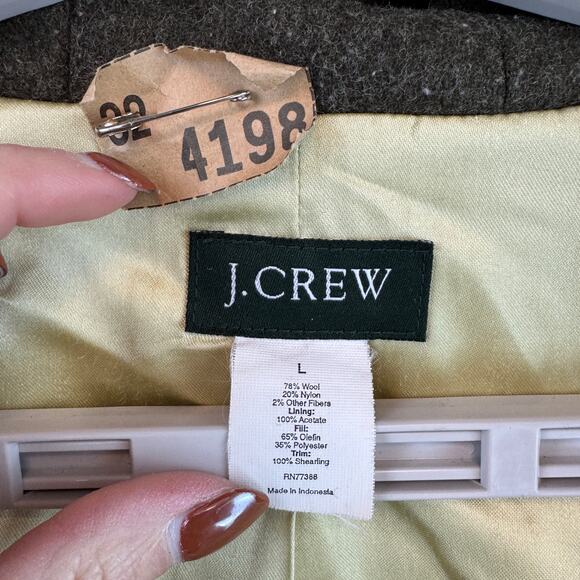 32
4198
J.CREW
L
78% Wool
20% Nylon
2% Other Fibers
Lining:
100% Acetate
Fill:
65% Olefin
35% Polyester
Trim:
100% Shearling
RN77388
Made in Indonesia